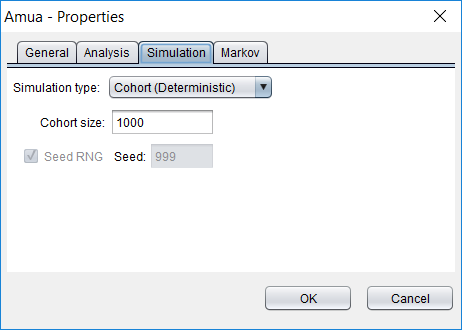 Amua - Properties
General Analysis Simulation Markov
Simulation type: Cohort (Deterministic)
Cohort size: 1000
Seed RNG Seed: 999
OK Cancel